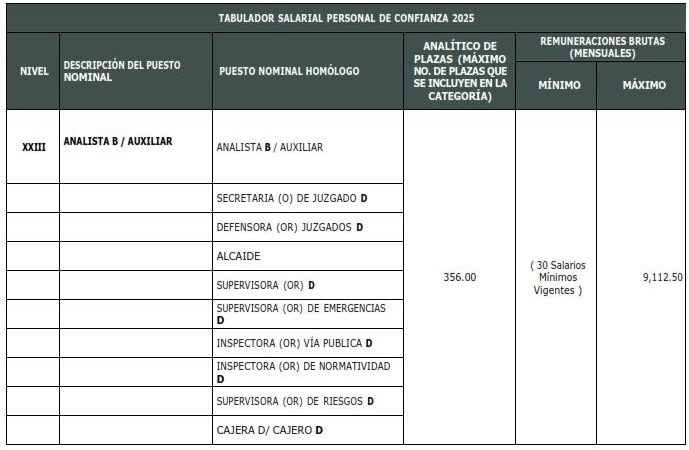 TABULADOR SALARIAL PERSONAL DE CONFIANZA 2025
NIVEL
DESCRIPCIÓN DEL PUESTO
NOMINAL
PUESTO NOMINAL HOMÓLOGO
ANALÍTICO DE
PLAZAS (MÁXIMO
NO. DE PLAZAS QUE
SE INCLUYEN EN LA
CATEGORÍA)
REMUNERACIONES BRUTAS
(MENSUALES)
MÍNIMO
MÁXIMO
XXIII
ANALISTA B / AUXILIAR
ANALISTA B / AUXILIAR
SECRETARIA (O) DE JUZGADO D
DEFENSORA (OR) JUZGADOS D
ALCAIDE
SUPERVISORA (OR) D
SUPERVISORA (OR) DE EMERGENCIAS
D
INSPECTORA (OR) VÍA PUBLICA D
INSPECTORA (OR) DE NORMATIVIDAD
D
SUPERVISORA (OR) DE RIESGOS D
CAJERA D/ CAJERO D
356.00
( 30 Salarios
Mínimos
Vigentes )
9,112.50